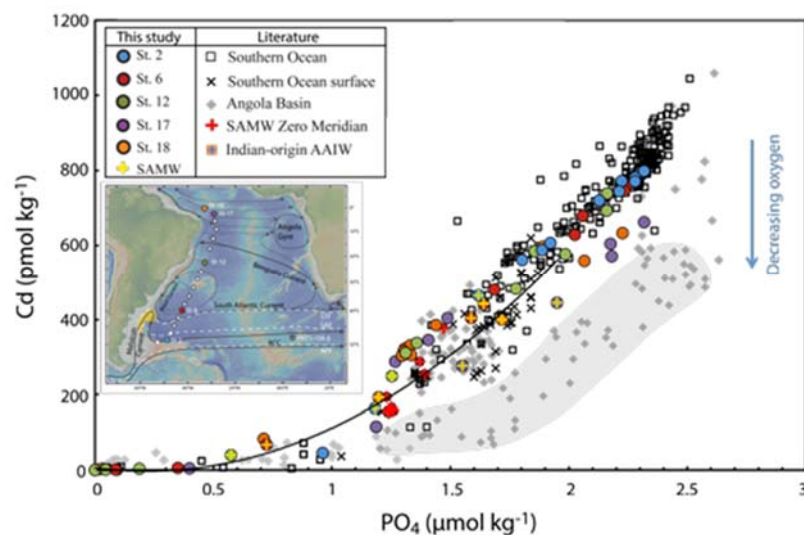 1200
1000
800
600
400
200
0
Cd (pmol kg⁻¹)
This study
St. 2
St. 6
St. 12
St. 17
St. 18
SAMW
Literature
Southern Ocean
Southern Ocean surface
Angola Basin
SAMW Zero Meridian
Indian-origin AAIW
Decreasing oxygen
Angola
Gyre
Benguela Current
South Atlantic Current
0 0.5 1 1.5 2 2.5 3
PO₄ (μmol kg⁻¹)